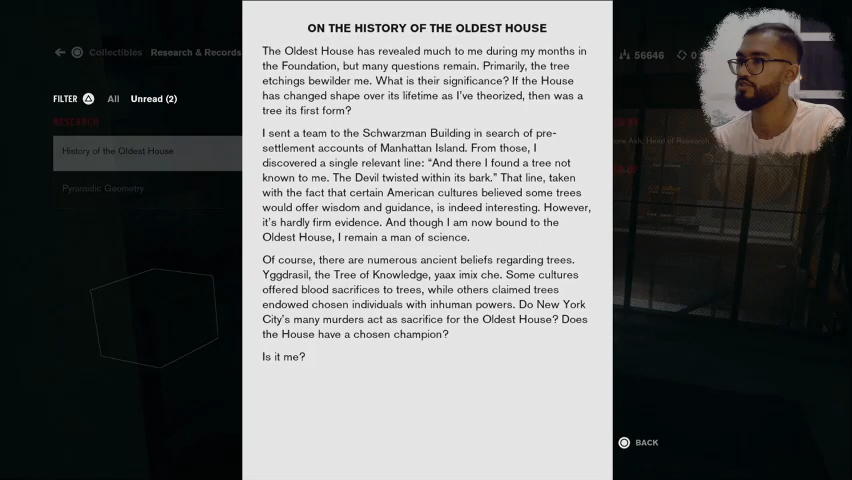 ON THE HISTORY OF THE OLDEST HOUSE
The Oldest House has revealed much to me during my months in
the Foundation, but many questions remain. Primarily, the tree
etchings bewilder me. What is their significance? If the House
has changed shape over its lifetime as I've theorized, then was a
tree its first form?
I sent a team to the Schwarzman Building in search of pre-
settlement accounts of Manhattan Island. From those, I
discovered a single relevant line: “And there I found a tree not
known to me. The Devil twisted within its bark.” That line, taken
with the fact that certain American cultures believed some trees
would offer wisdom and guidance, is indeed interesting. However,
it's hardly firm evidence. And though I am now bound to the
Oldest House, I remain a man of science.
Of course, there are numerous ancient beliefs regarding trees.
Yggdrasil, the Tree of Knowledge, yaax imix che. Some cultures
offered blood sacrifices to trees, while others claimed trees
endowed chosen individuals with inhuman powers. Do New York
City's many murders act as sacrifice for the Oldest House? Does
the House have a chosen champion?
Is it me?
Collectibles Research & Records
FILTER All Unread (2)
RESEARCH
History of the Oldest House
Pyramidic Geometry
56646
Ash, Head of Research
BACK